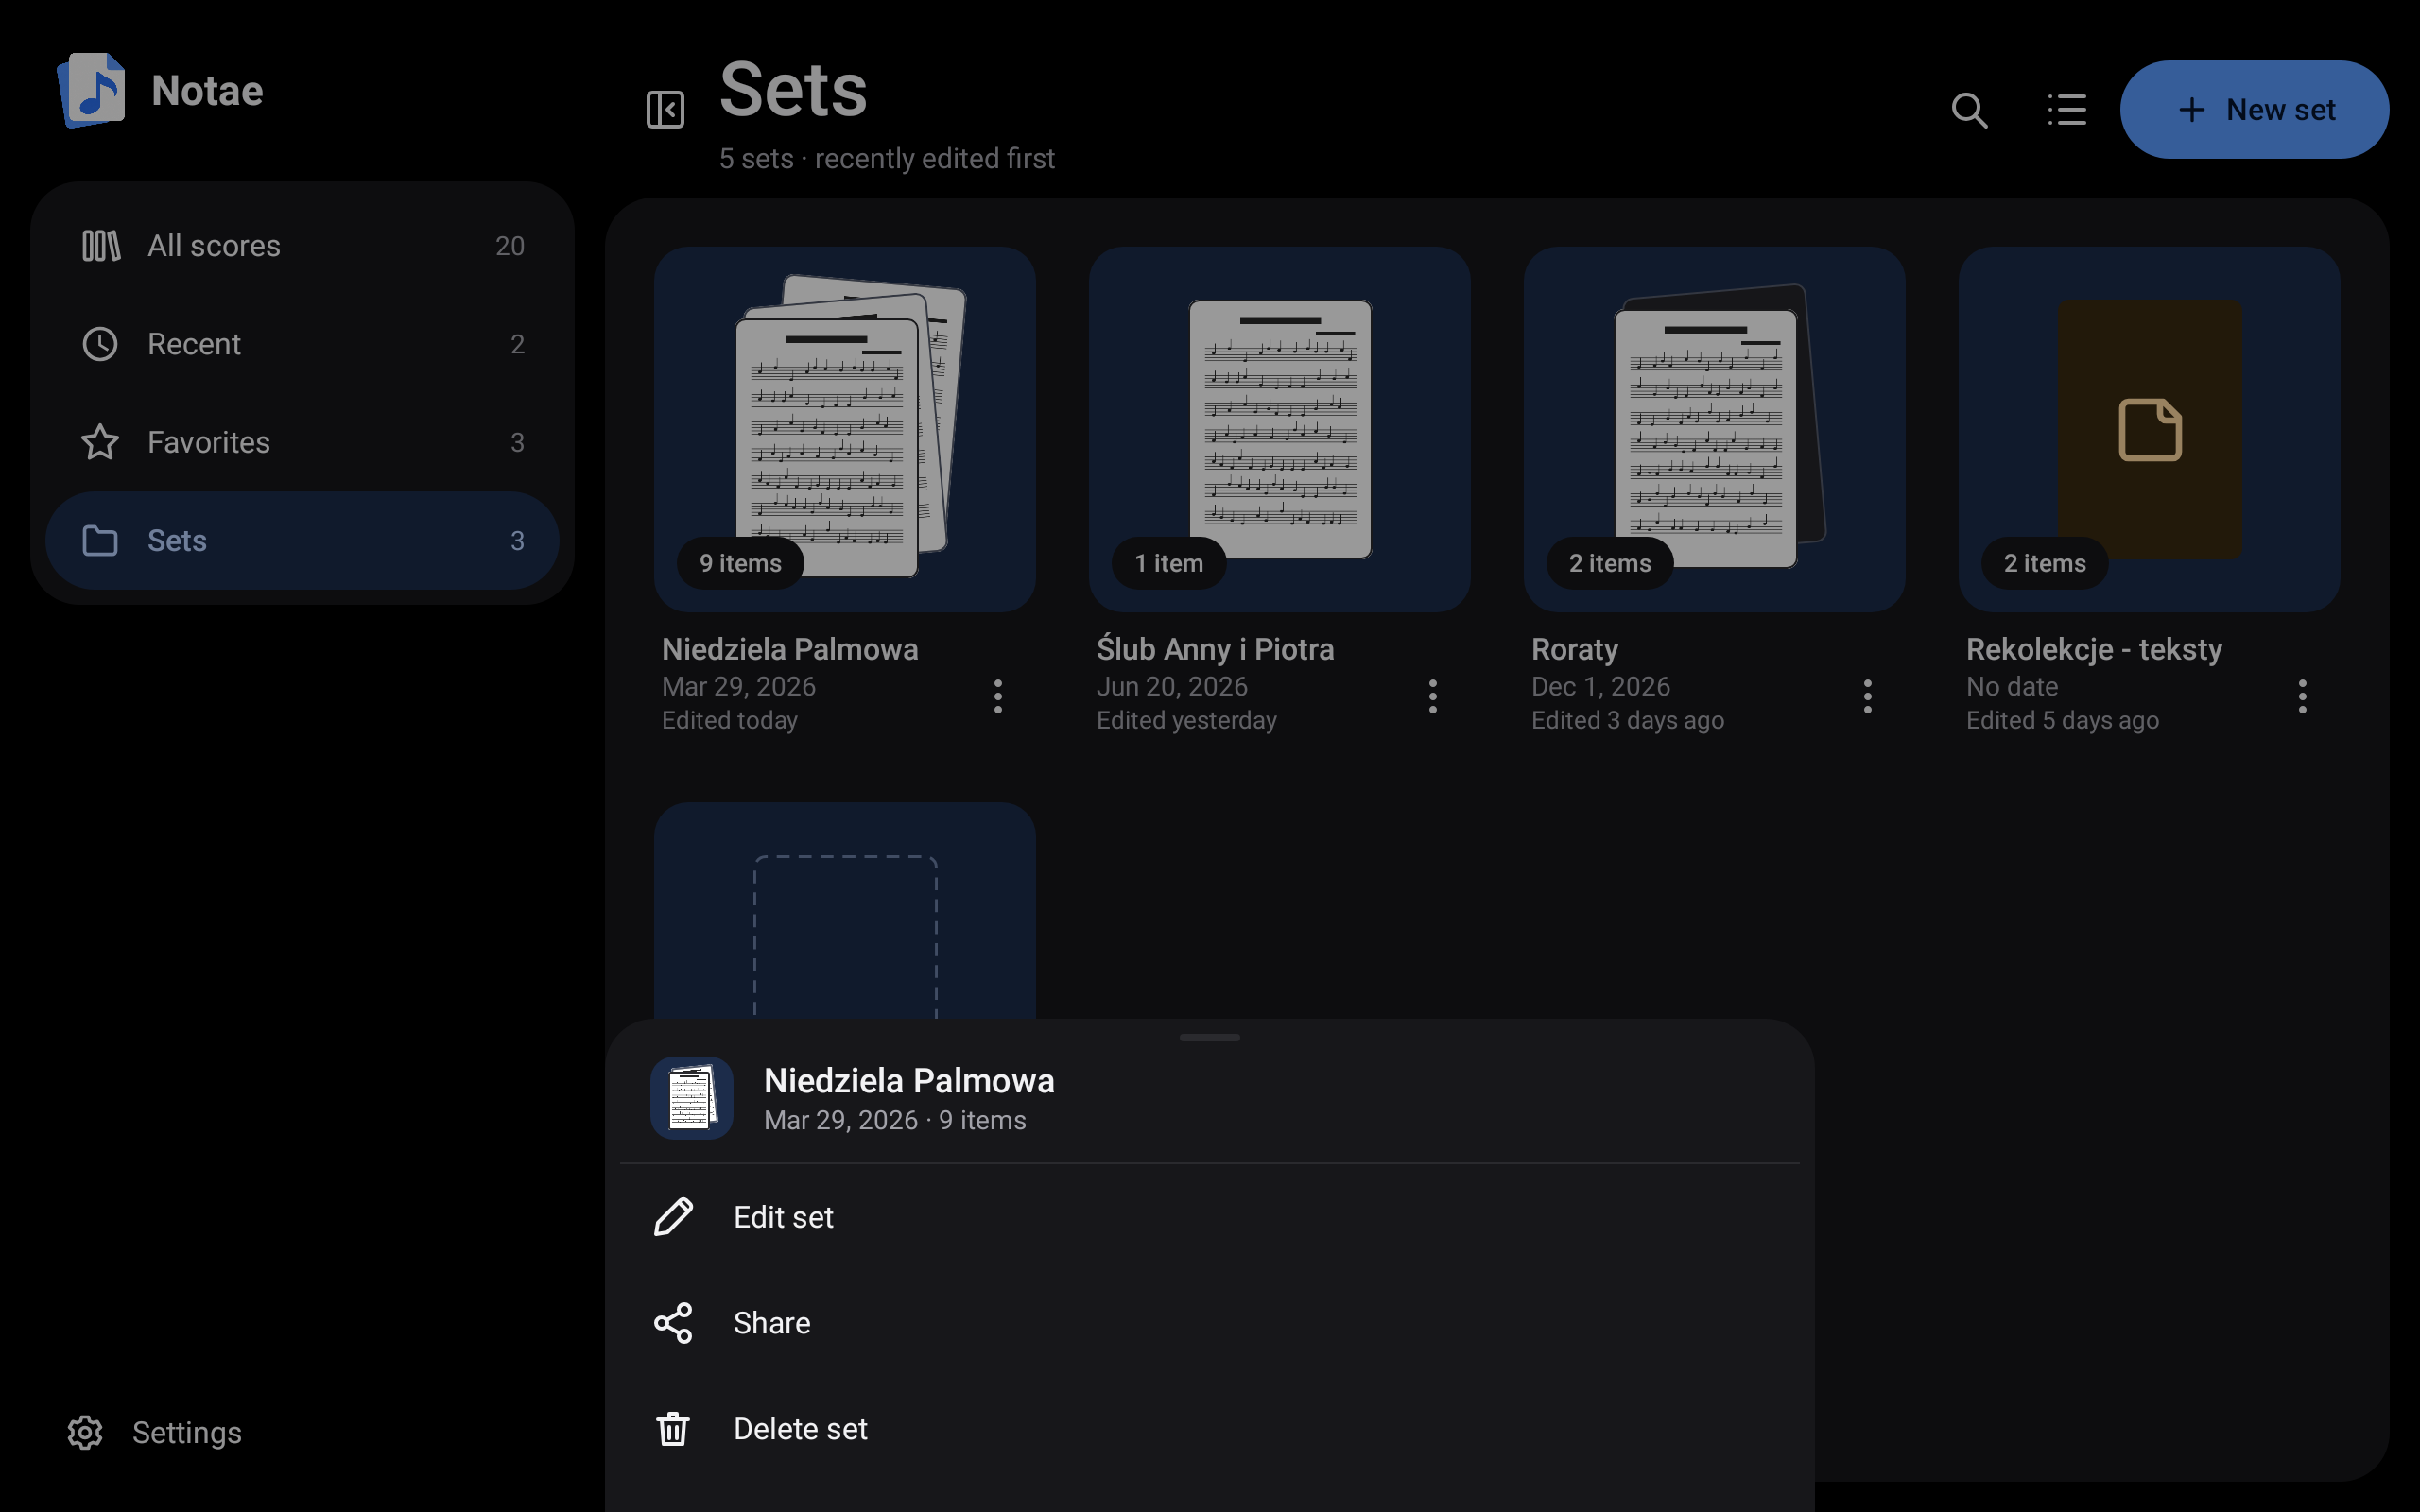 Notae
All scores 20
Recent 2
Favorites 3
Sets 3
Settings
Sets
5 sets · recently edited first
New set
9 items
Niedziela Palmowa
Mar 29, 2026
Edited today
1 item
Ślub Anny i Piotra
Jun 20, 2026
Edited yesterday
2 items
Roraty
Dec 1, 2026
Edited 3 days ago
2 items
Rekolekcje - teksty
No date
Edited 5 days ago
Niedziela Palmowa
Mar 29, 2026 · 9 items
Edit set
Share
Delete set